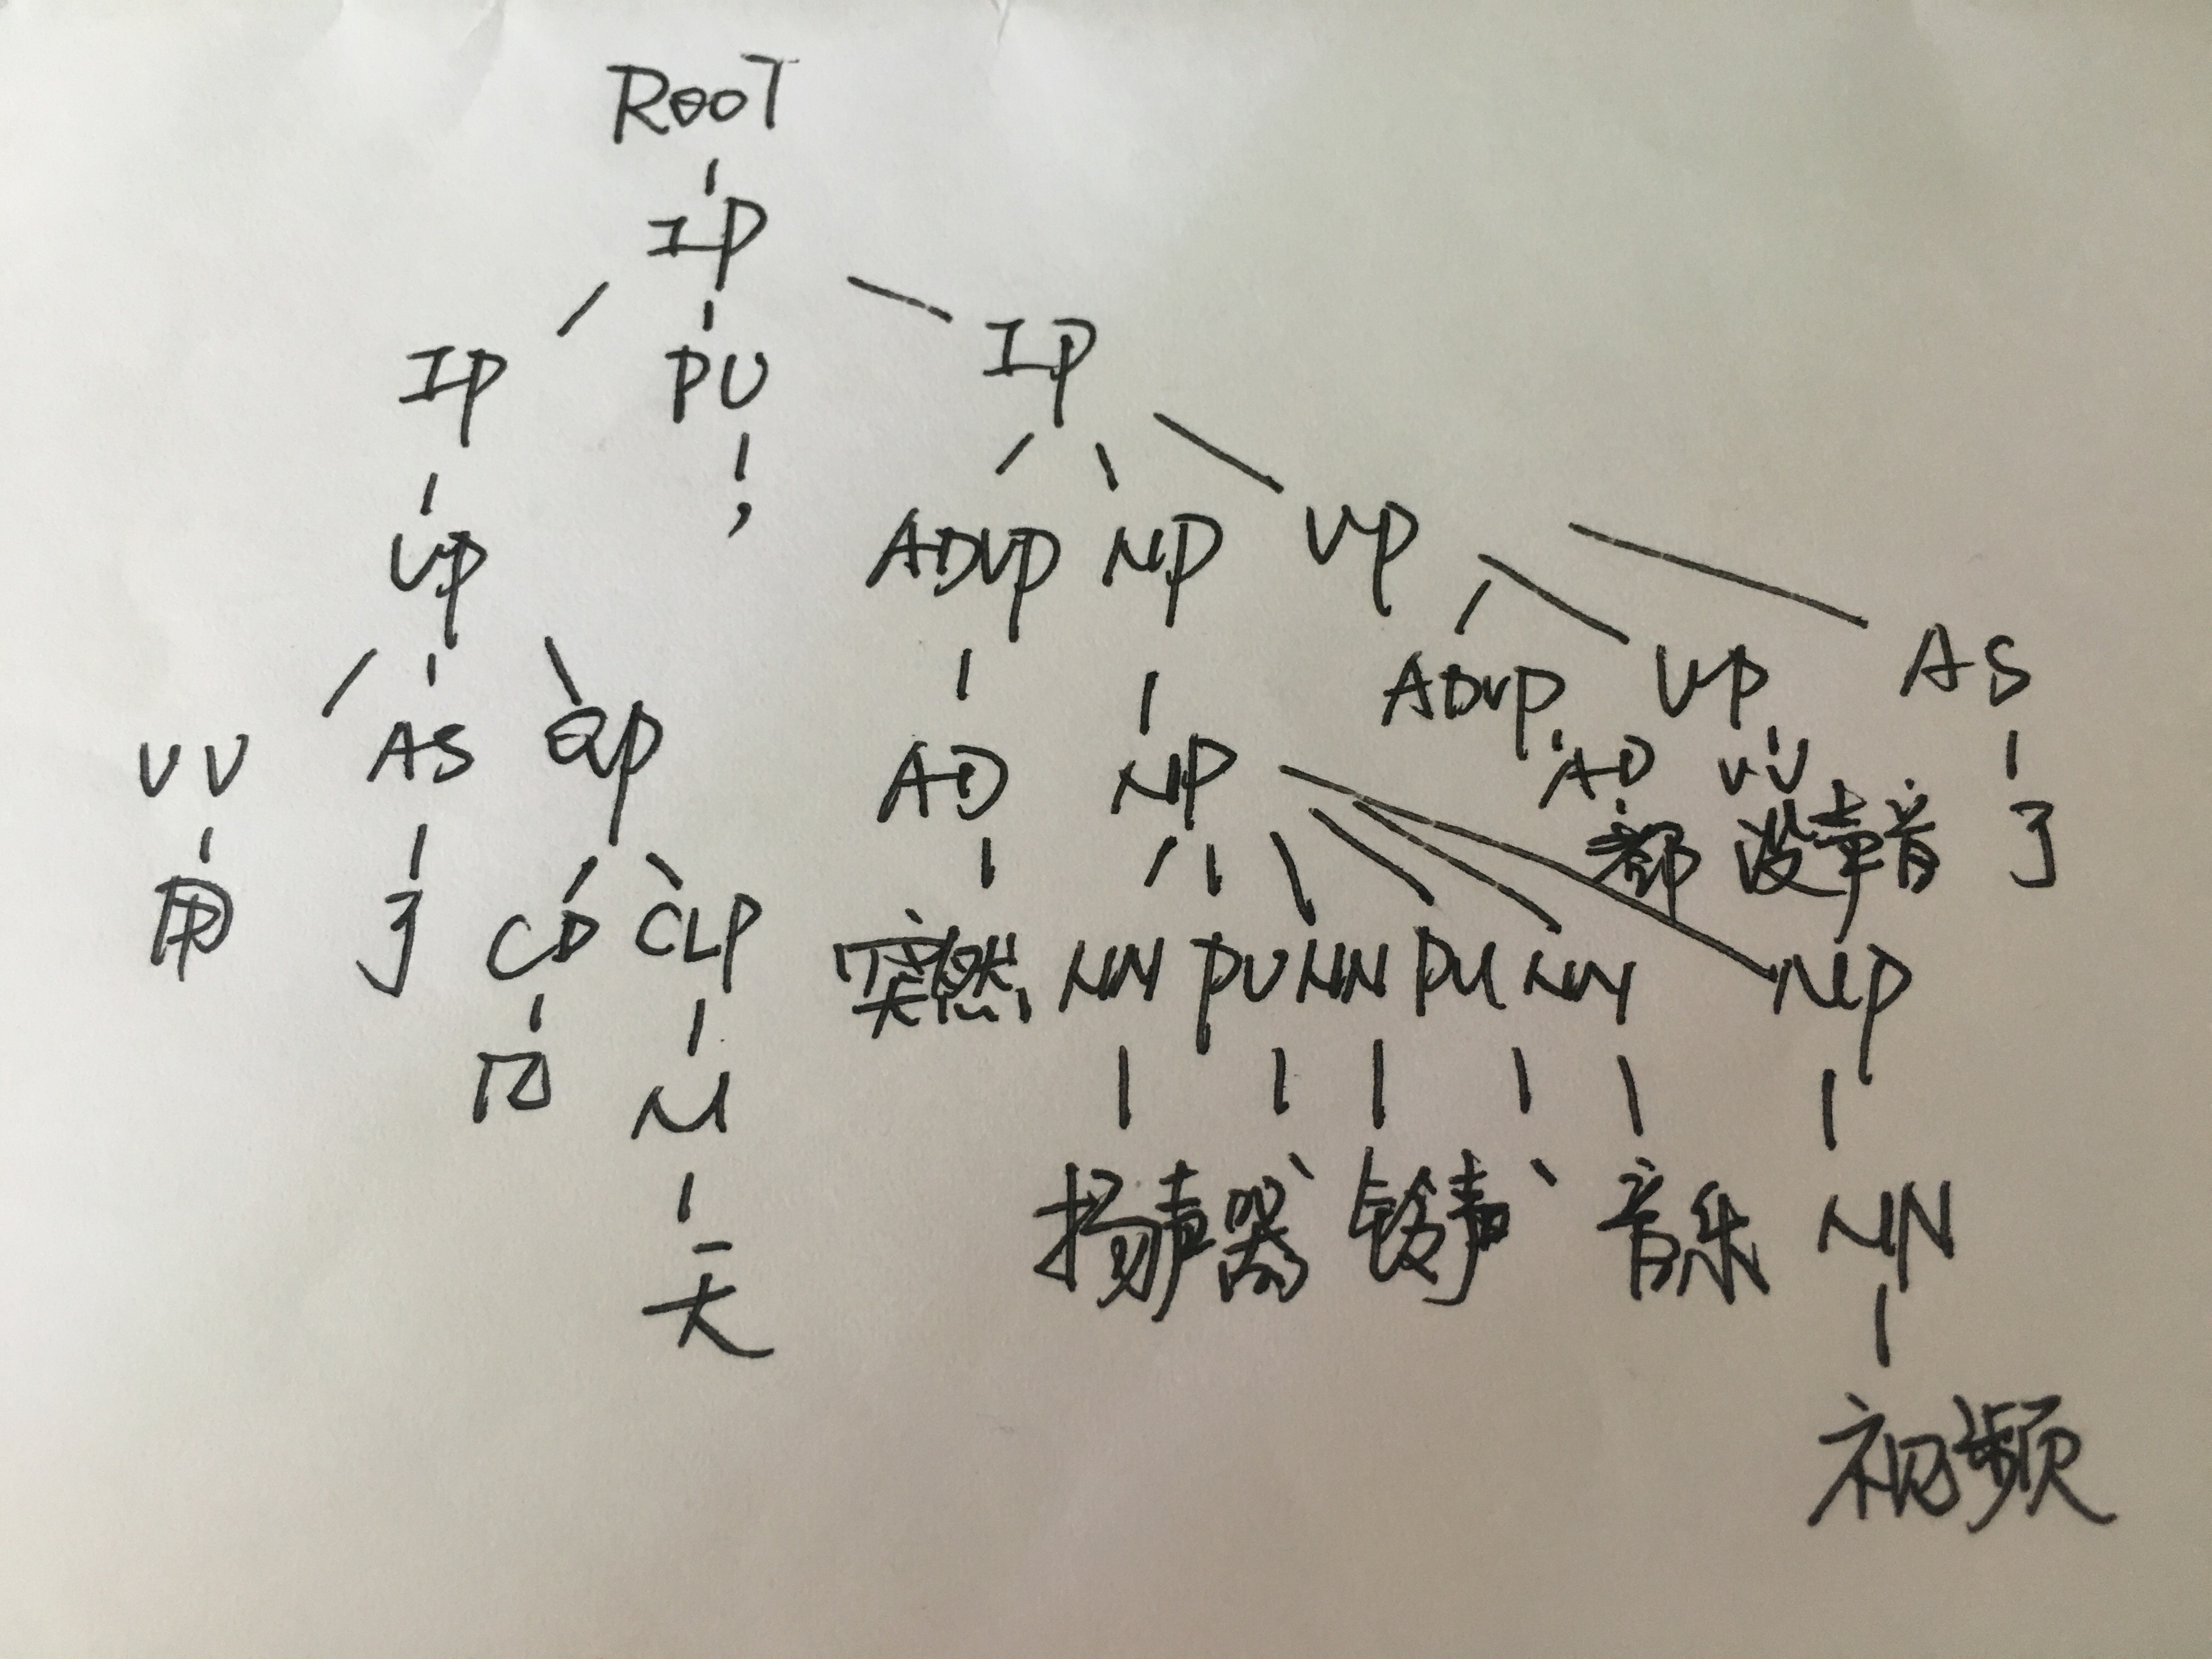 ROOT
IP
IP PU IP
,
VP ADVP NP VP
VV AS QP AD NP ADVP VP AS
AD VV
用 了 CD CLP 突然 NN PU NN PU NN NP 都 没声音 了
几 M 扬声器 、 铃声 、 音乐 NN
天 视频